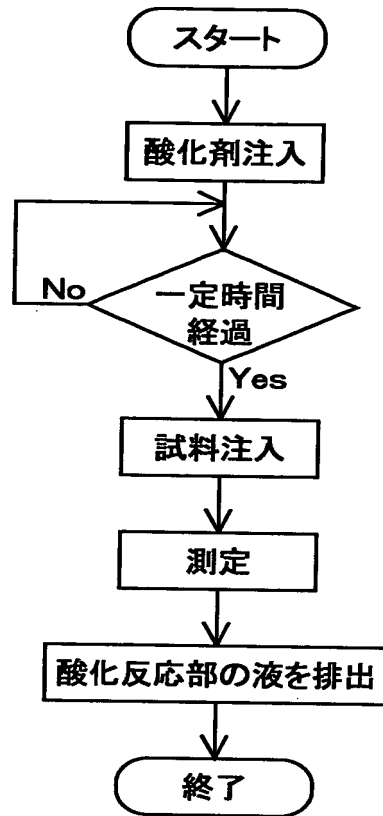 スタート
酸化剤注入
No
一定時間
経過
Yes
試料注入
測定
酸化反応部の液を排出
終了